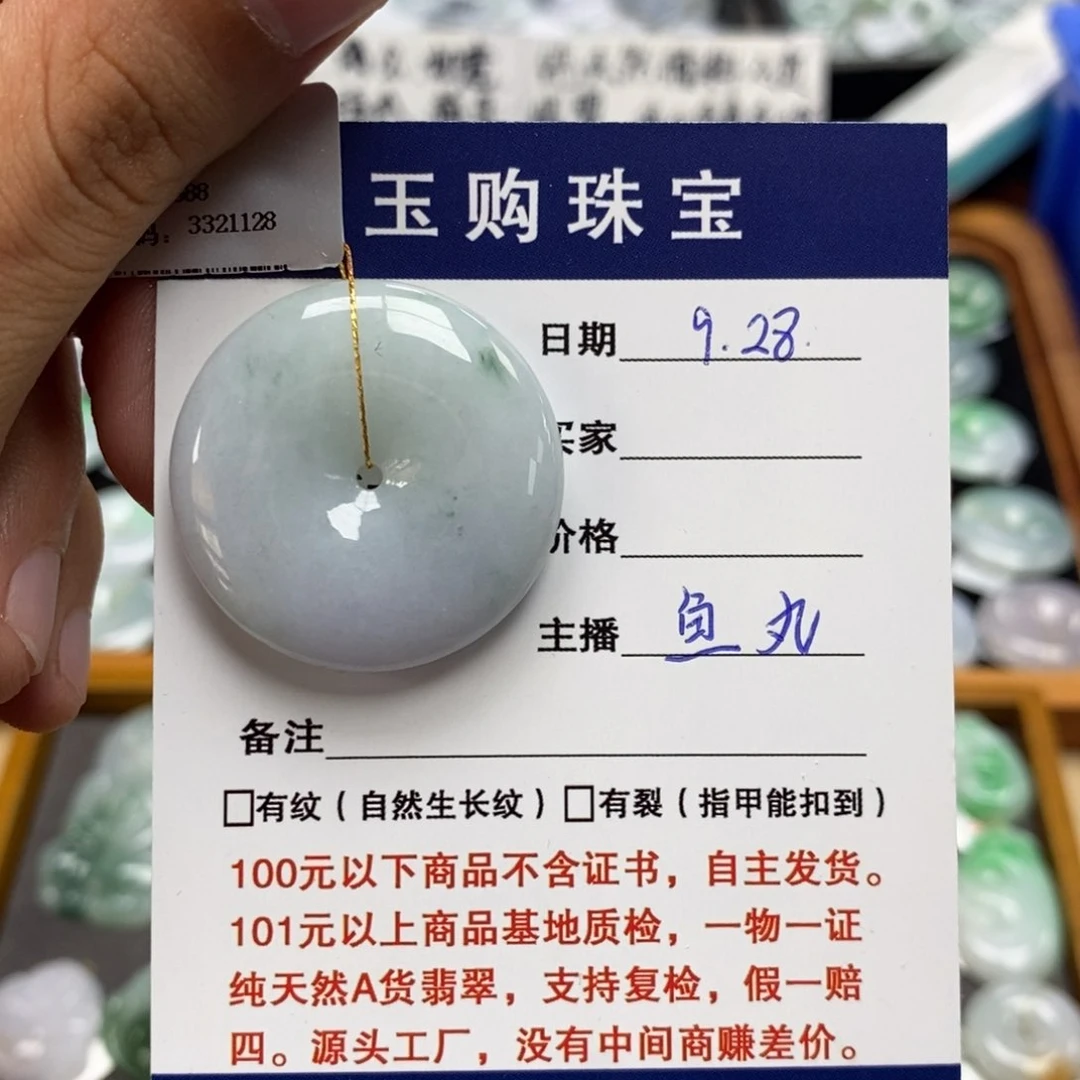 玉购珠宝
88
码：3321128
日期 9.28.
买家
价格
主播 鱼丸
备注
□有纹（自然生长纹）□有裂（指甲能扣到）
100元以下商品不含证书，自主发货。
101元以上商品基地质检，一物一证
纯天然A货翡翠，支持复检，假一赔
四。源头工厂，没有中间商赚差价。